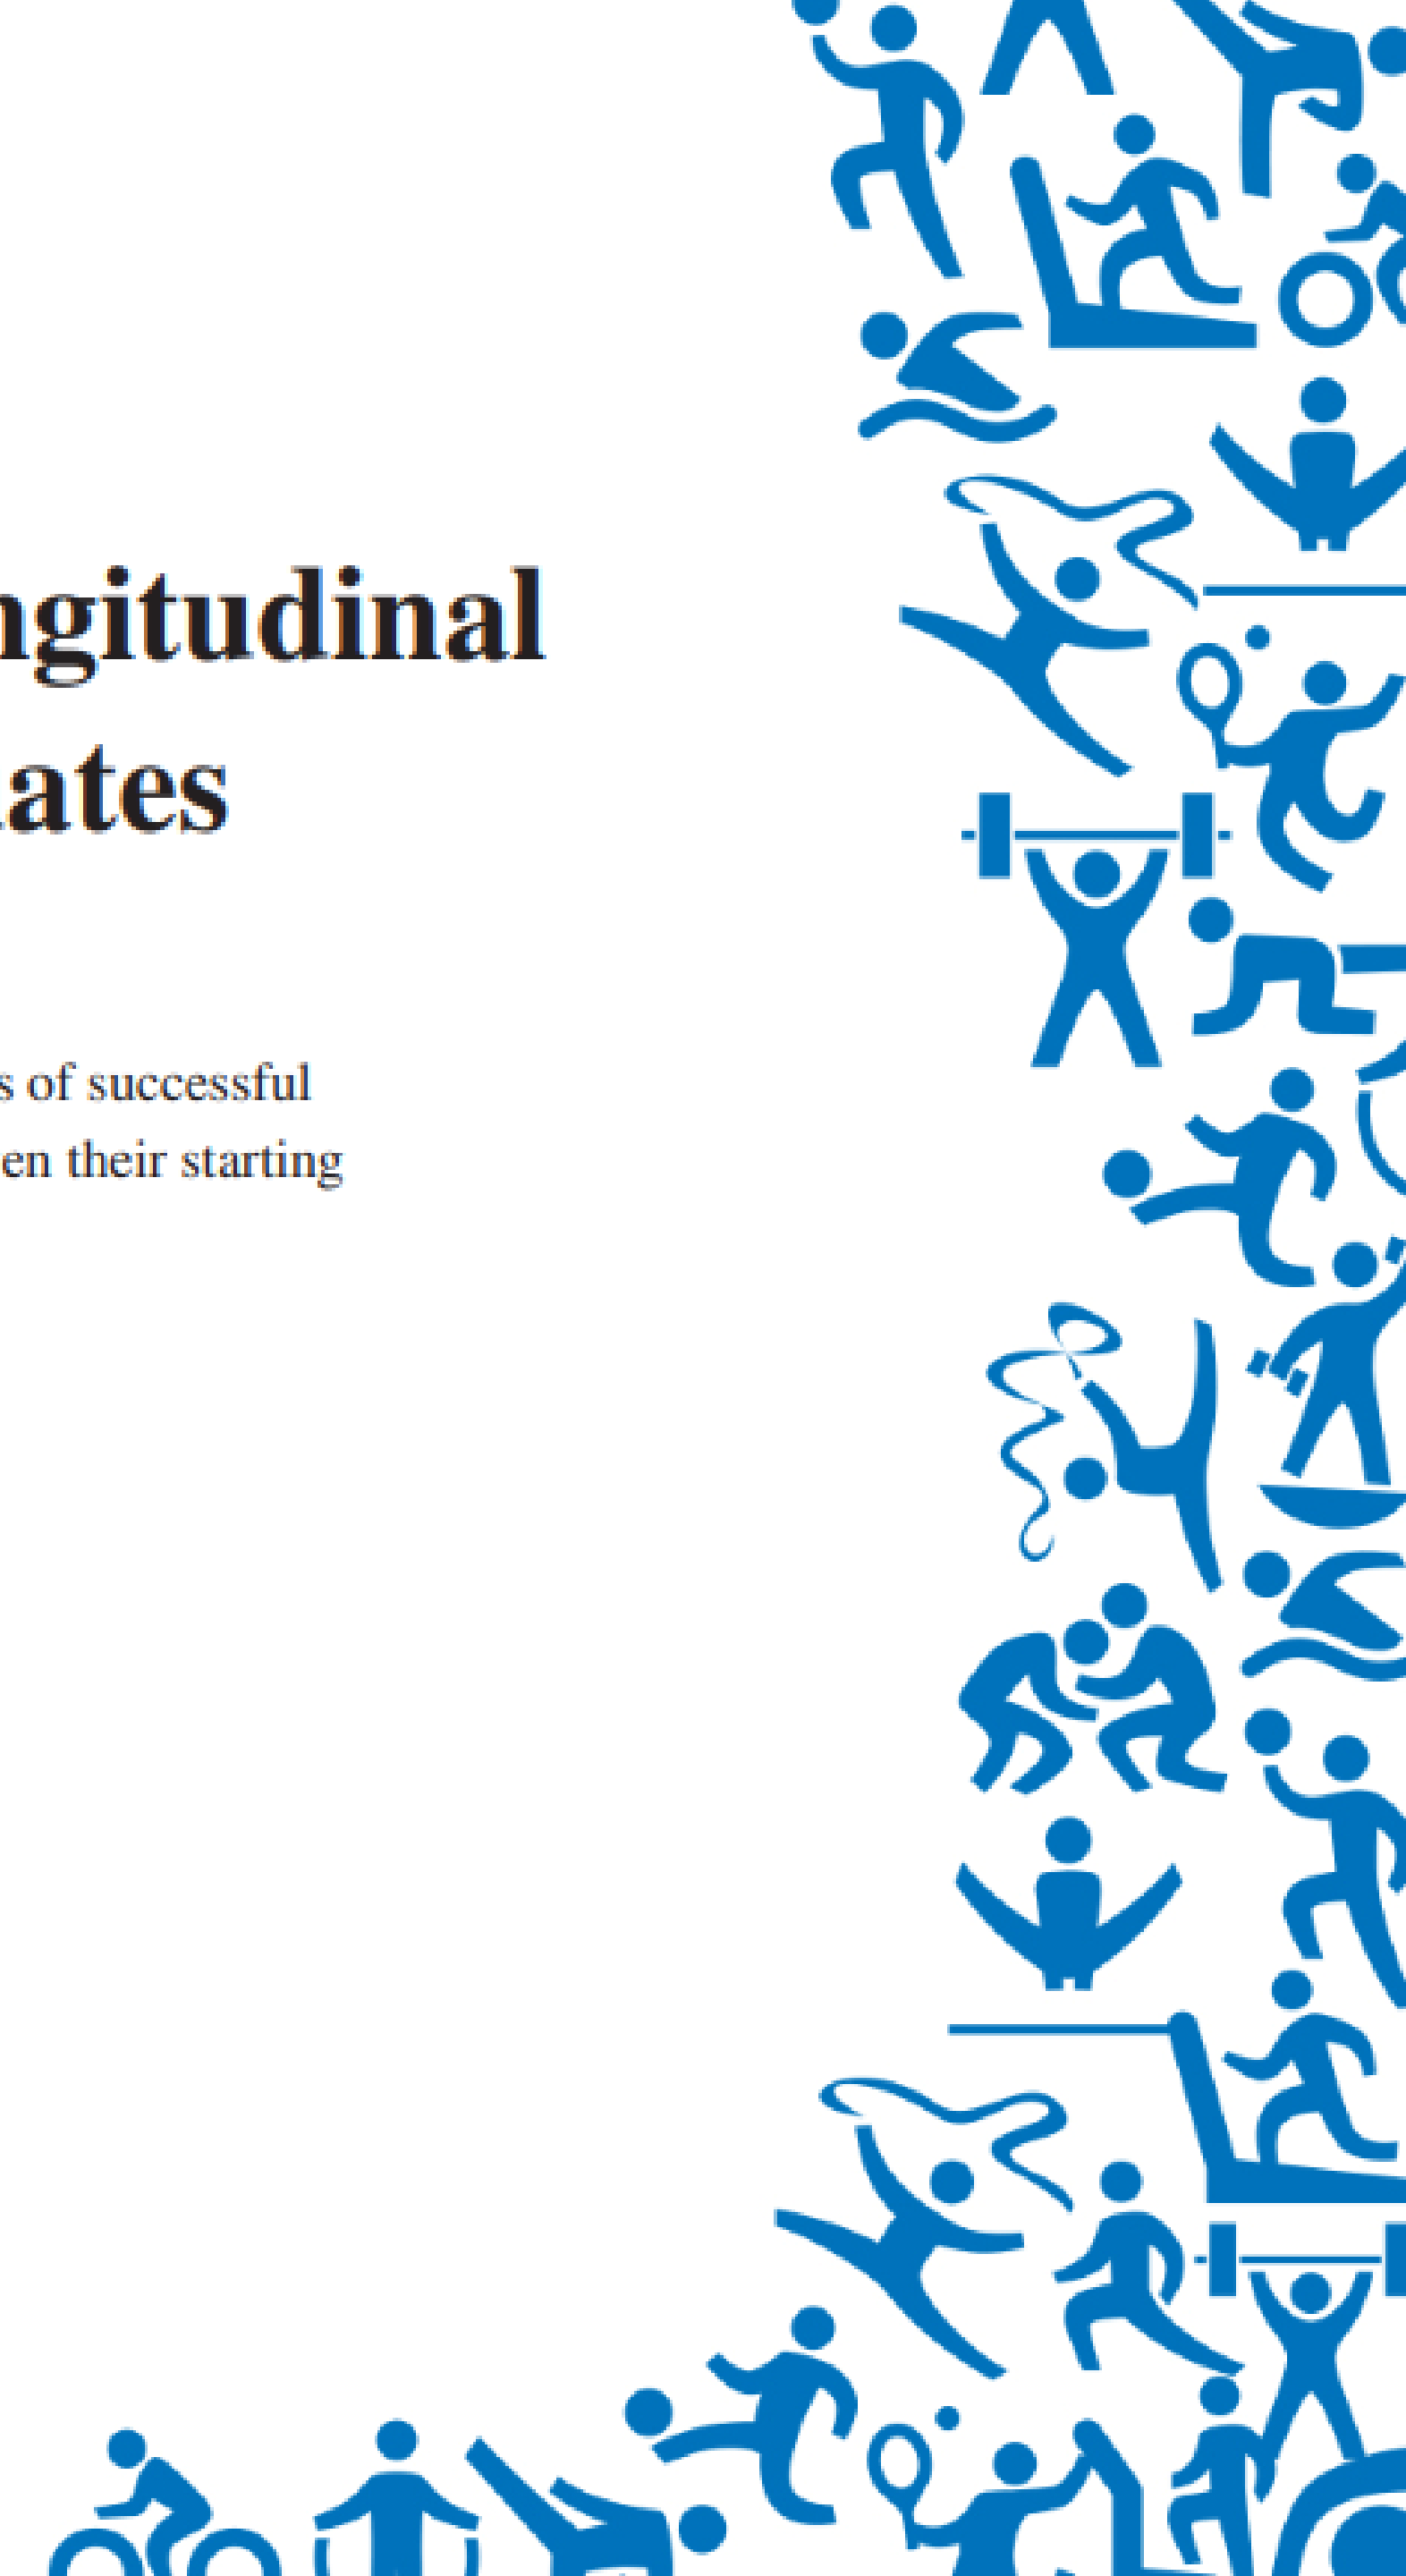 ngitudinal
ates
s of successful
en their starting